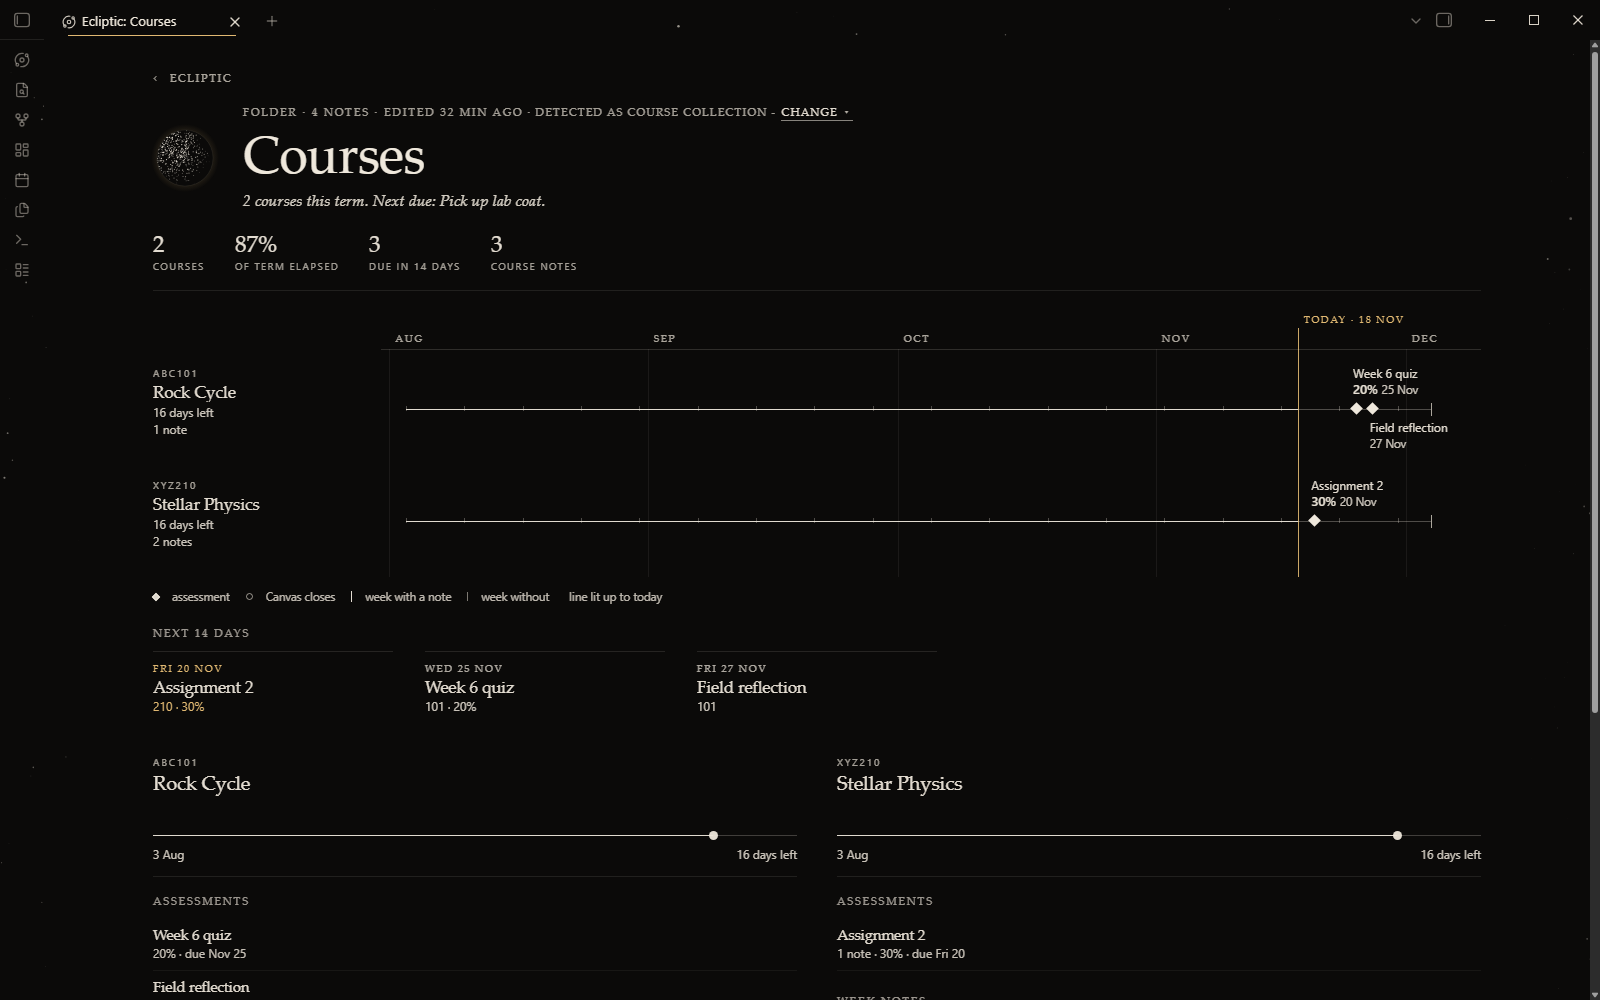 Ecliptic: Courses
ECLIPTIC
FOLDER · 4 NOTES · EDITED 32 MIN AGO · DETECTED AS COURSE COLLECTION - CHANGE
Courses
2 courses this term. Next due: Pick up lab coat.
2 87% 3 3
COURSES OF TERM ELAPSED DUE IN 14 DAYS COURSE NOTES
TODAY · 18 NOV
AUG SEP OCT NOV DEC
ABC101
Rock Cycle
16 days left
1 note
Week 6 quiz
20% 25 Nov
Field reflection
27 Nov
XYZ210
Stellar Physics
16 days left
2 notes
Assignment 2
30% 20 Nov
assessment Canvas closes week with a note week without line lit up to today
NEXT 14 DAYS
FRI 20 NOV
Assignment 2
210 · 30%
WED 25 NOV
Week 6 quiz
101 · 20%
FRI 27 NOV
Field reflection
101
ABC101
Rock Cycle
3 Aug 16 days left
ASSESSMENTS
Week 6 quiz
20% · due Nov 25
Field reflection
XYZ210
Stellar Physics
3 Aug 16 days left
ASSESSMENTS
Assignment 2
1 note · 30% · due Fri 20
WEEK NOTES